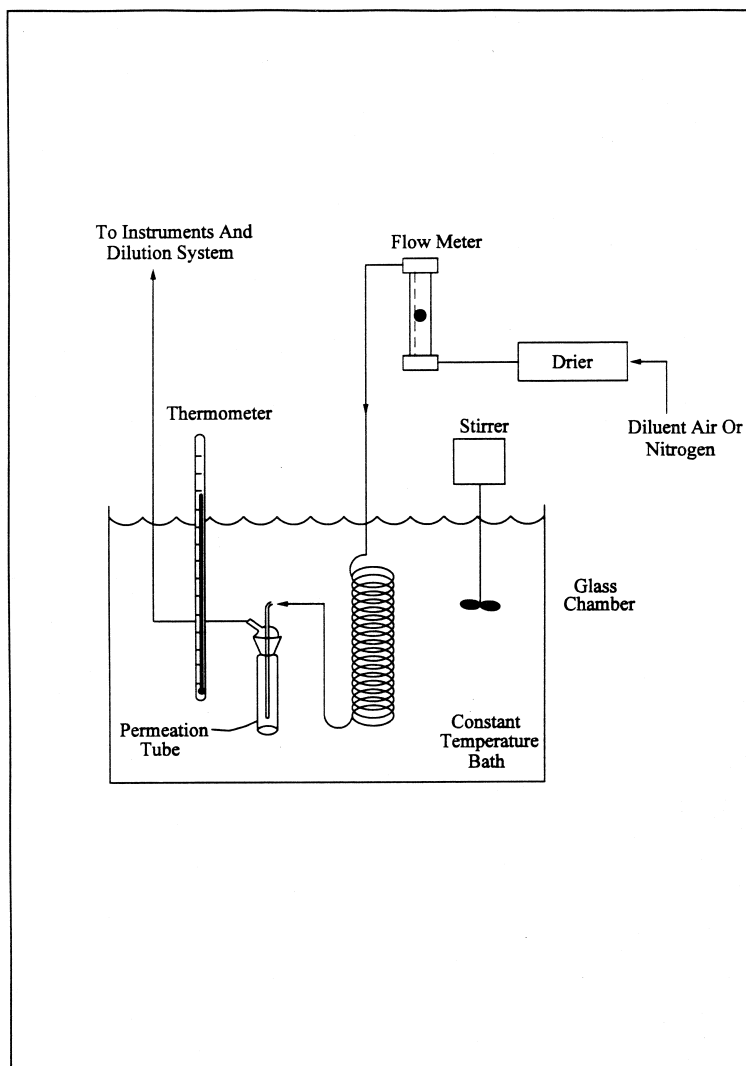 To Instruments And
Dilution System
Flow Meter
Drier
Thermometer
Stirrer
Diluent Air Or
Nitrogen
Glass
Chamber
Permeation
Tube
Constant
Temperature
Bath